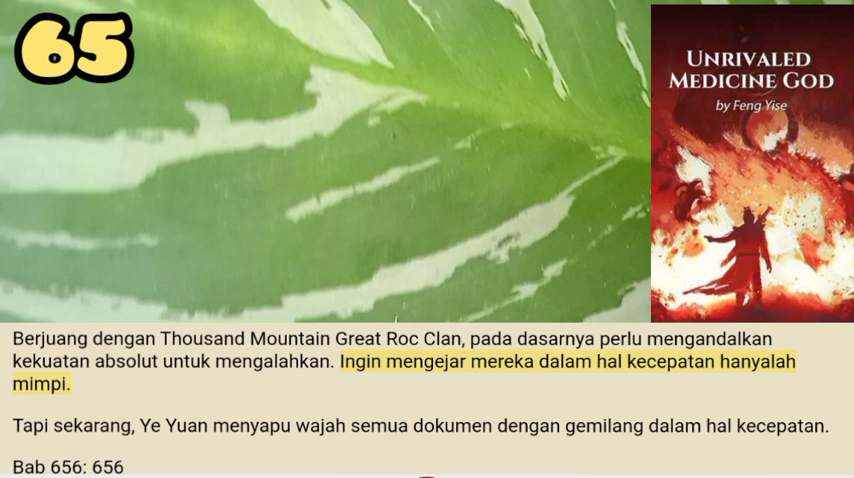 65
UNRIVALED
MEDICINE GOD
by Feng Yise
Berjuang dengan Thousand Mountain Great Roc Clan, pada dasarnya perlu mengandalkan
kekuatan absolut untuk mengalahkan. Ingin mengejar mereka dalam hal kecepatan hanyalah
mimpi.
Tapi sekarang, Ye Yuan menyapu wajah semua dokumen dengan gemilang dalam hal kecepatan.
Bab 656: 656